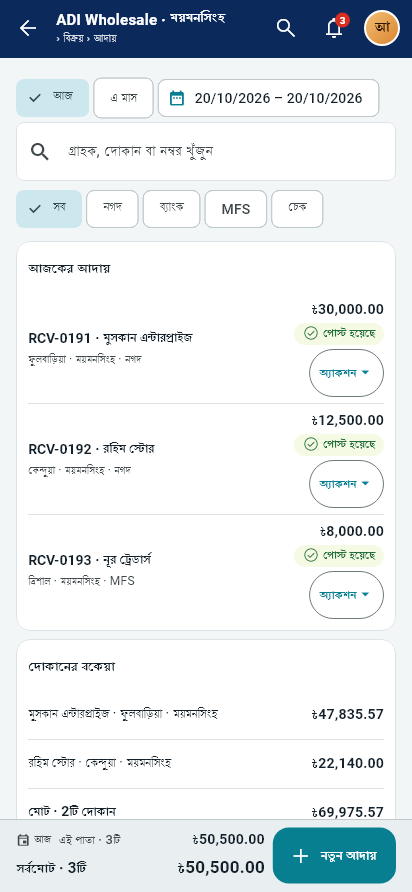 ADI Wholesale · ময়মনসিংহ
› বিক্রয় › আদায়
3
আ
আজ
এ মাস
20/10/2026 – 20/10/2026
গ্রাহক, দোকান বা নম্বর খুঁজুন
সব
নগদ
ব্যাংক
MFS
চেক
আজকের আদায়
৳30,000.00
RCV-0191 · মুসকান এন্টারপ্রাইজ
পোস্ট হয়েছে
ফুলবাড়িয়া · ময়মনসিংহ · নগদ
অ্যাকশন
৳12,500.00
RCV-0192 · রহিম স্টোর
পোস্ট হয়েছে
কেন্দুয়া · ময়মনসিংহ · নগদ
অ্যাকশন
৳8,000.00
RCV-0193 · নূর ট্রেডার্স
পোস্ট হয়েছে
ত্রিশাল · ময়মনসিংহ · MFS
অ্যাকশন
দোকানের বকেয়া
মুসকান এন্টারপ্রাইজ · ফুলবাড়িয়া · ময়মনসিংহ
৳47,835.57
রহিম স্টোর · কেন্দুয়া · ময়মনসিংহ
৳22,140.00
মোট · 2টি দোকান
৳69,975.57
আজ এই পাতা · 3টি
৳50,500.00
সর্বমোট · 3টি
৳50,500.00
নতুন আদায়